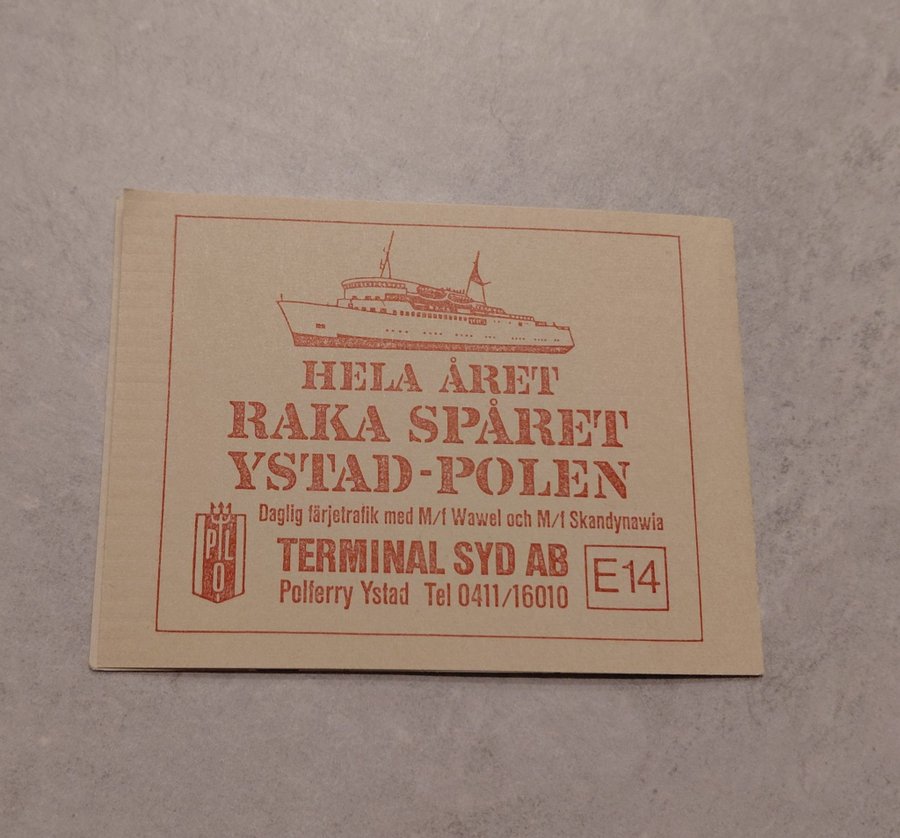 HELA ÅRET
RAKA SPÅRET
YSTAD-POLEN
Daglig färjetrafik med M/f Wawel och M/f Skandynawia
PLO
TERMINAL SYD AB
Polferry Ystad Tel 0411/16010
E14